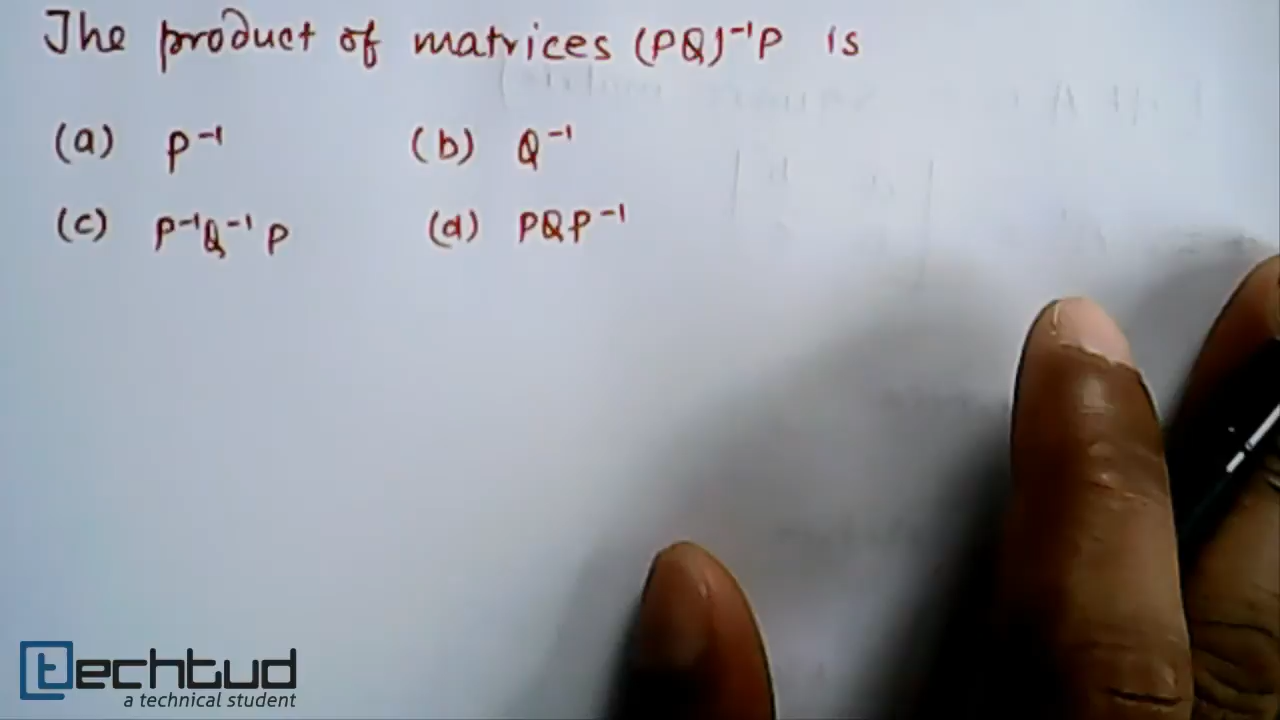 The product of matrices (PQ)⁻¹P is
(a) P⁻¹ (b) Q⁻¹
(c) P⁻¹Q⁻¹P (d) PQP⁻¹
techtud
a technical student